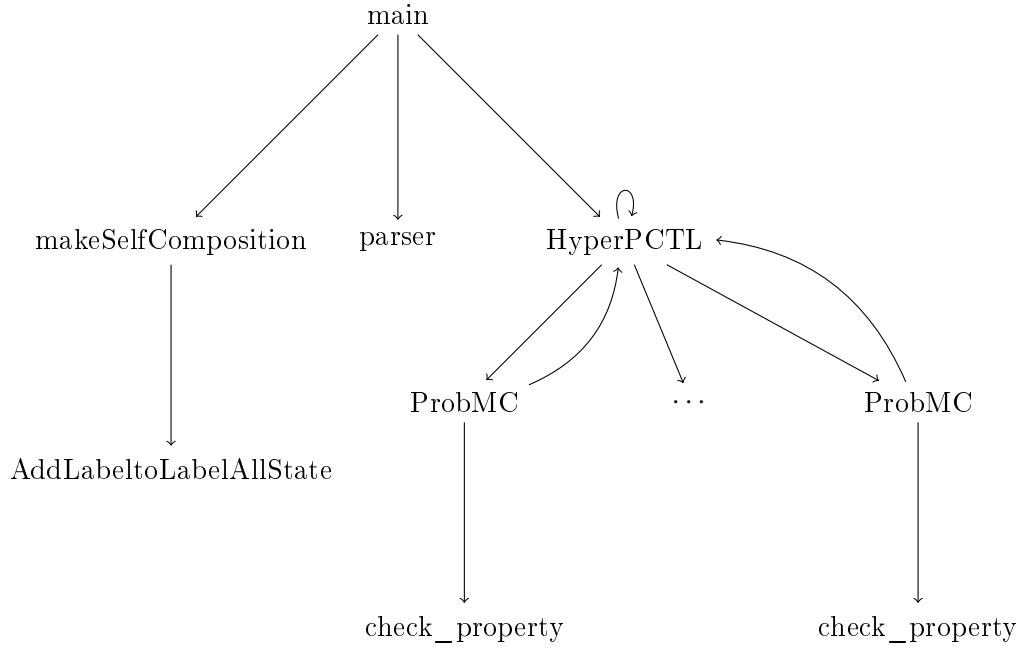 main
makeSelfComposition
parser
HyperPCTL
ProbMC
...
ProbMC
AddLabeltoLabelAllState
check_property
check_property